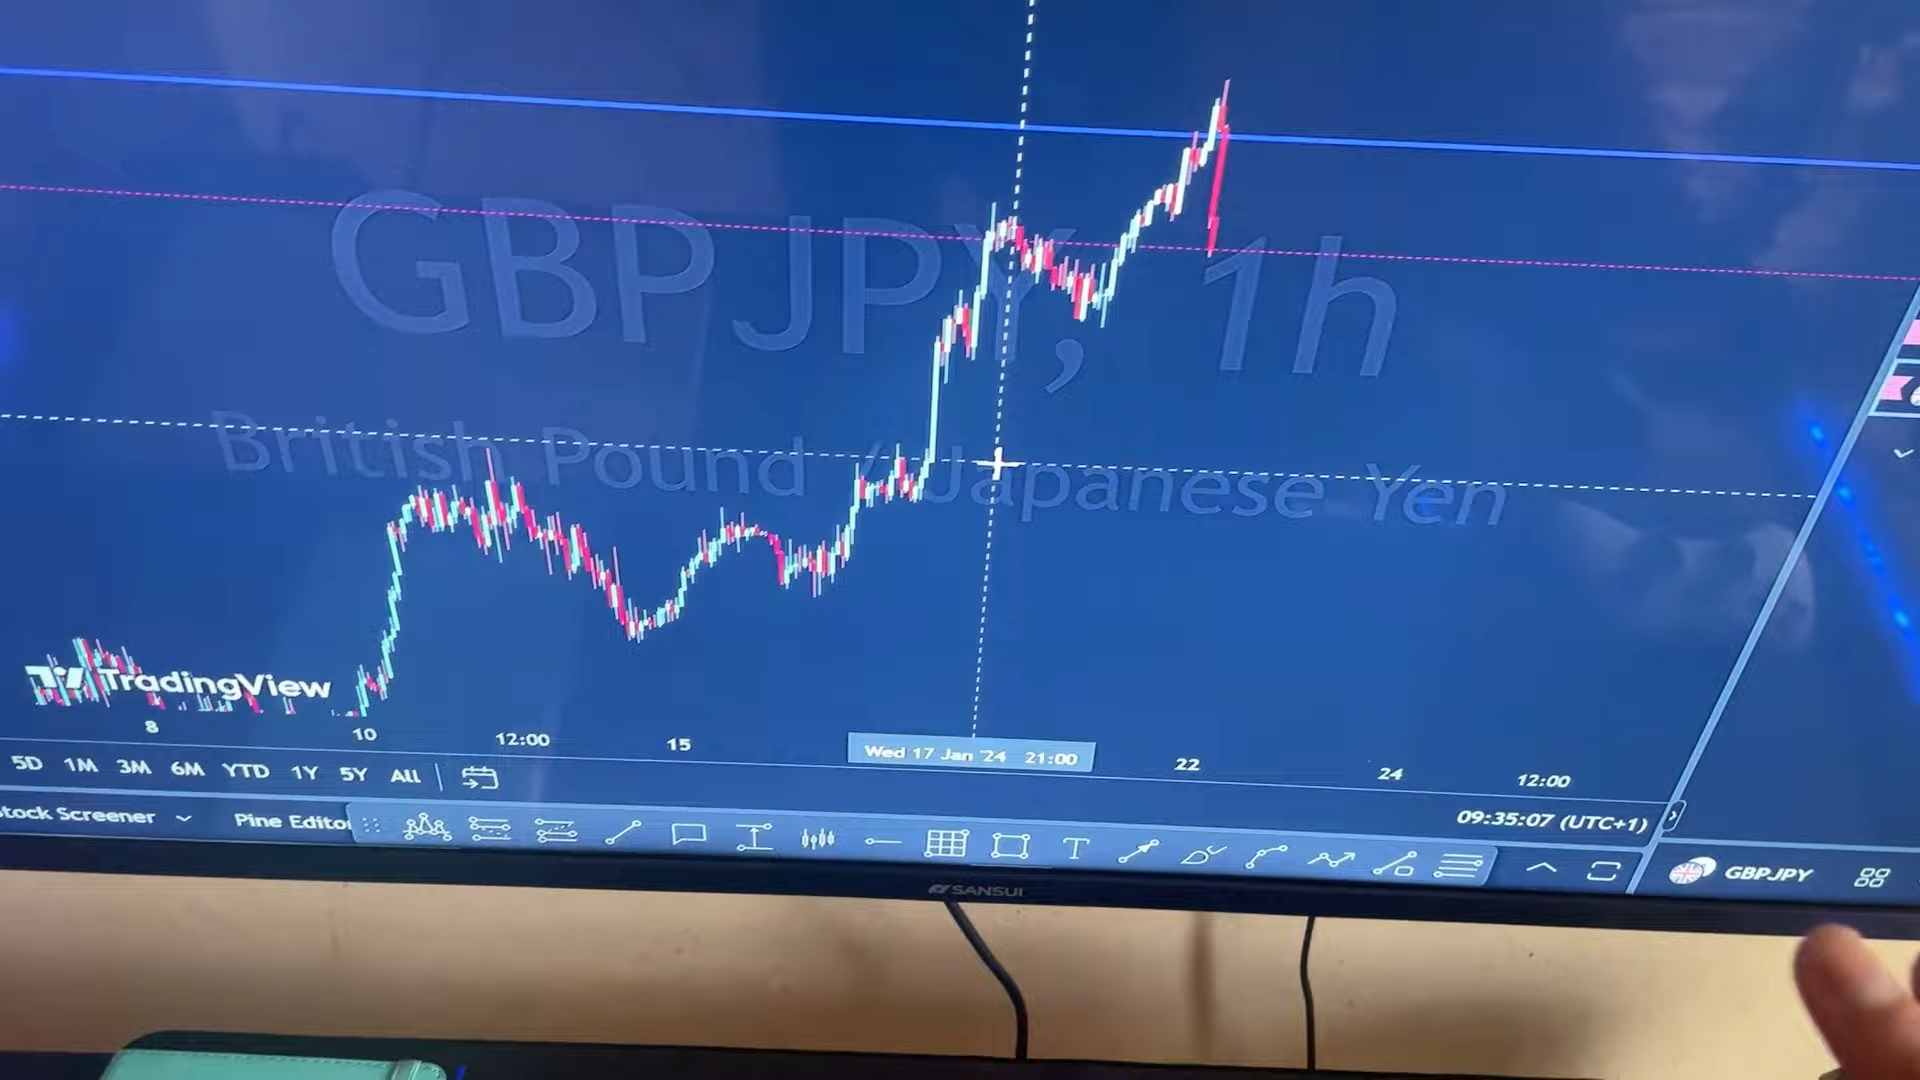 GBPJPY, 1h
British Pound / Japanese Yen
TradingView
8 10 12:00 15 Wed 17 Jan '24 21:00 22 24 12:00
5D 1M 3M 6M YTD 1Y 5Y All
09:35:07 (UTC+1)
Stock Screener Pine Editor
T
GBPJPY
SANSUI